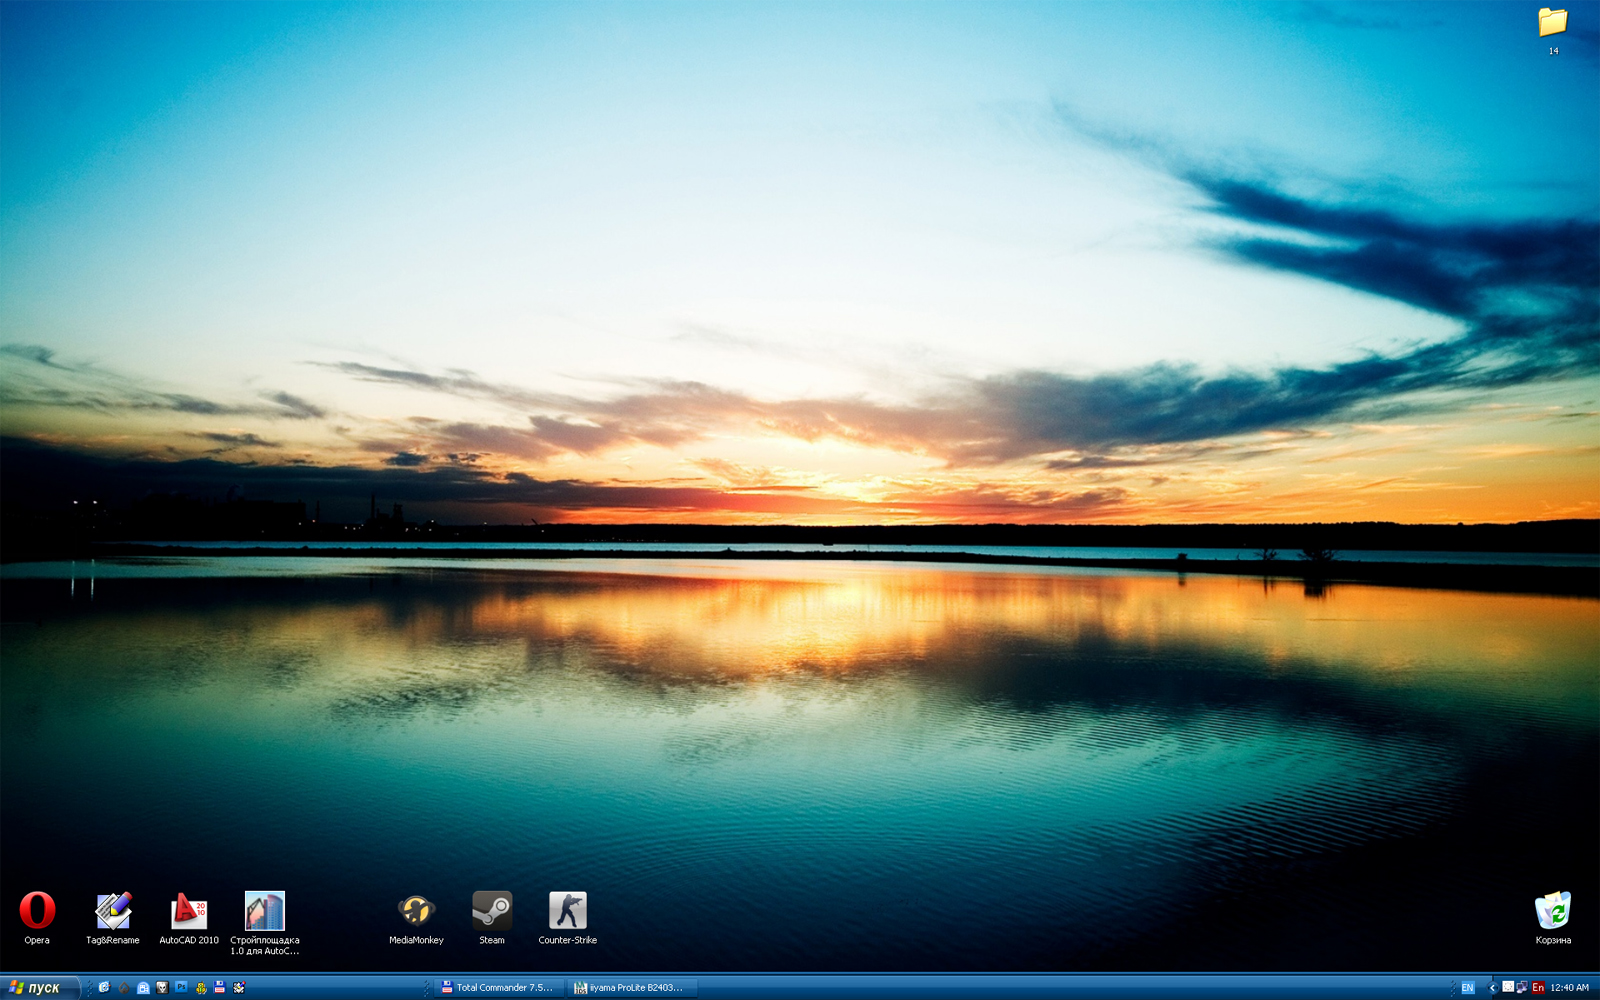 14
Opera
Tag&Rename
AutoCAD 2010
Стройплощадка
1.0 для AutoC...
MediaMonkey
Steam
Counter-Strike
Корзина
пуск
Ps
Total Commander 7.5...
iiyama ProLite B2403...
EN
En
12:40 AM